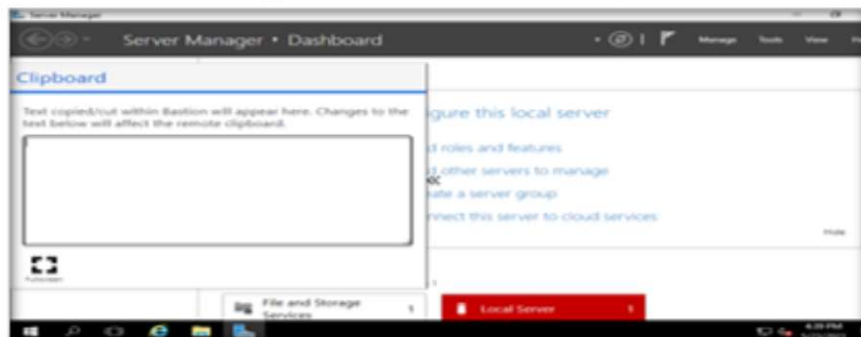 Server Manager
Server Manager • Dashboard
Manage Tools View
Clipboard
Text copied/cut within Bastion will appear here. Changes to the
text below will affect the remote clipboard.
gure this local server
d roles and features
d other servers to manage
ate a server group
nnect this server to cloud services
Hide
Fullscreen
File and Storage
Services
1
Local Server 1
4:39 PM